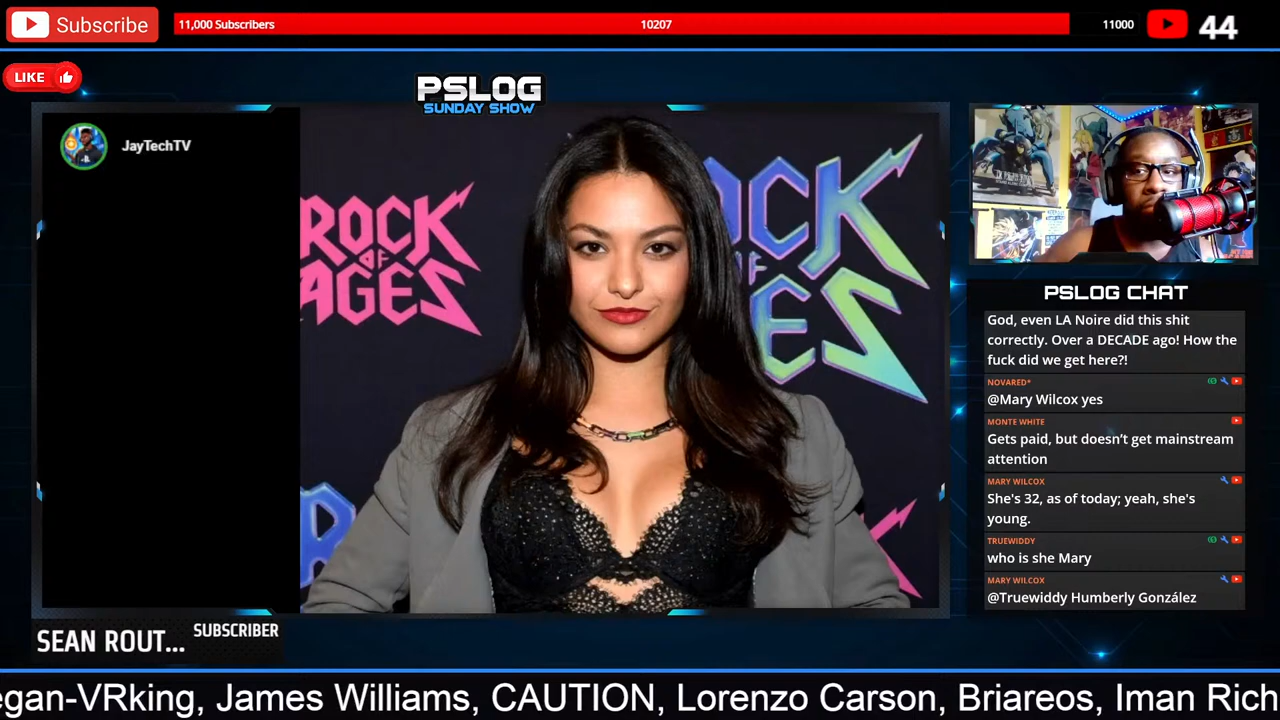 Subscribe
11,000 Subscribers
10207
11000
44
LIKE
PSLOG
SUNDAY SHOW
JayTechTV
ROCK
OF
AGES
OCK
OF
ES
R
PSLOG CHAT
God, even LA Noire did this shit
correctly. Over a DECADE ago! How the
fuck did we get here?!
NOVARED*
@Mary Wilcox yes
MONTE WHITE
Gets paid, but doesn't get mainstream
attention
MARY WILCOX
She's 32, as of today; yeah, she's
young.
TRUEWIDDY
who is she Mary
MARY WILCOX
@Truewiddy Humberly González
SEAN ROUT...
SUBSCRIBER
egan-VRking, James Williams, CAUTION, Lorenzo Carson, Briareos, Iman Rich